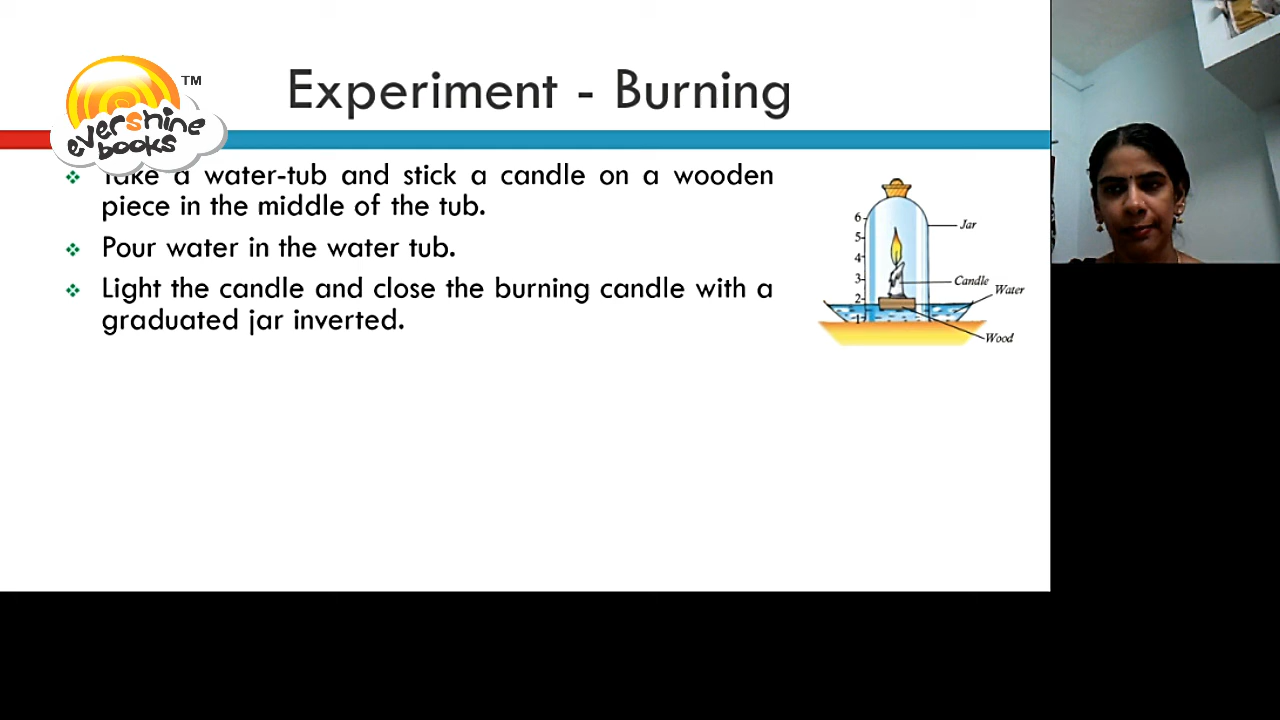 Experiment - Burning
TM
evershine
books
Take a water-tub and stick a candle on a wooden
piece in the middle of the tub.
Pour water in the water tub.
Light the candle and close the burning candle with a
graduated jar inverted.
6
5
4
3
2
1
Jar
Candle
Water
Wood